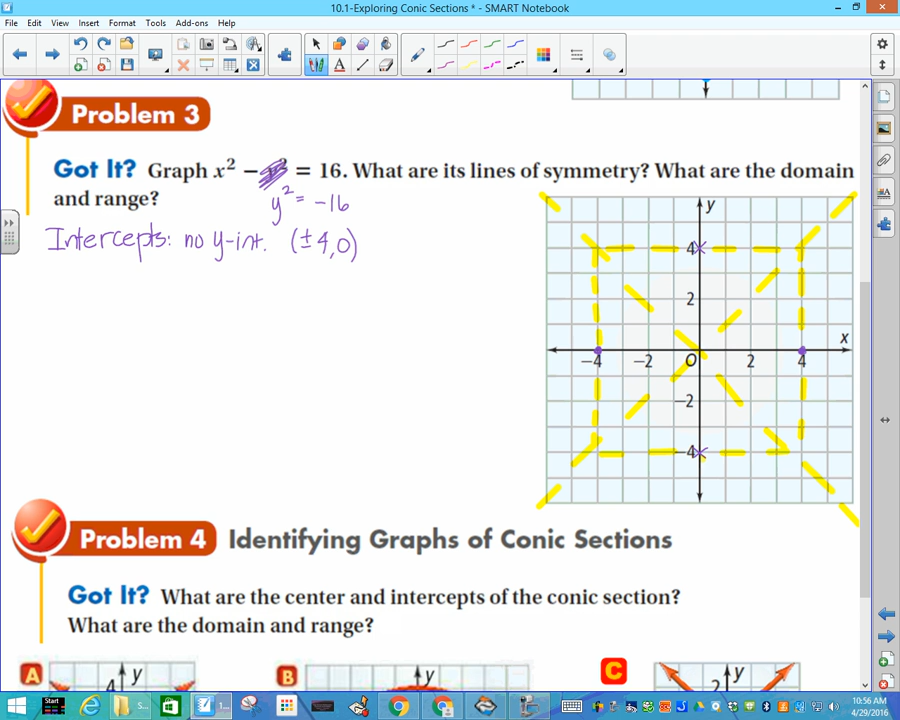 10.1-Exploring Conic Sections * - SMART Notebook
File Edit View Insert Format Tools Add-ons Help
Problem 3
Got It? Graph x² − = 16. What are its lines of symmetry? What are the domain
and range?
y² = -16
Intercepts: no y-int. (±4,0)
y
4
2
x
−4 −2 O 2 4
−2
−4
Problem 4 Identifying Graphs of Conic Sections
Got It? What are the center and intercepts of the conic section?
What are the domain and range?
A 4 y
B y
C 2 y
Start
S...
1...
10:56 AM
4/29/2016